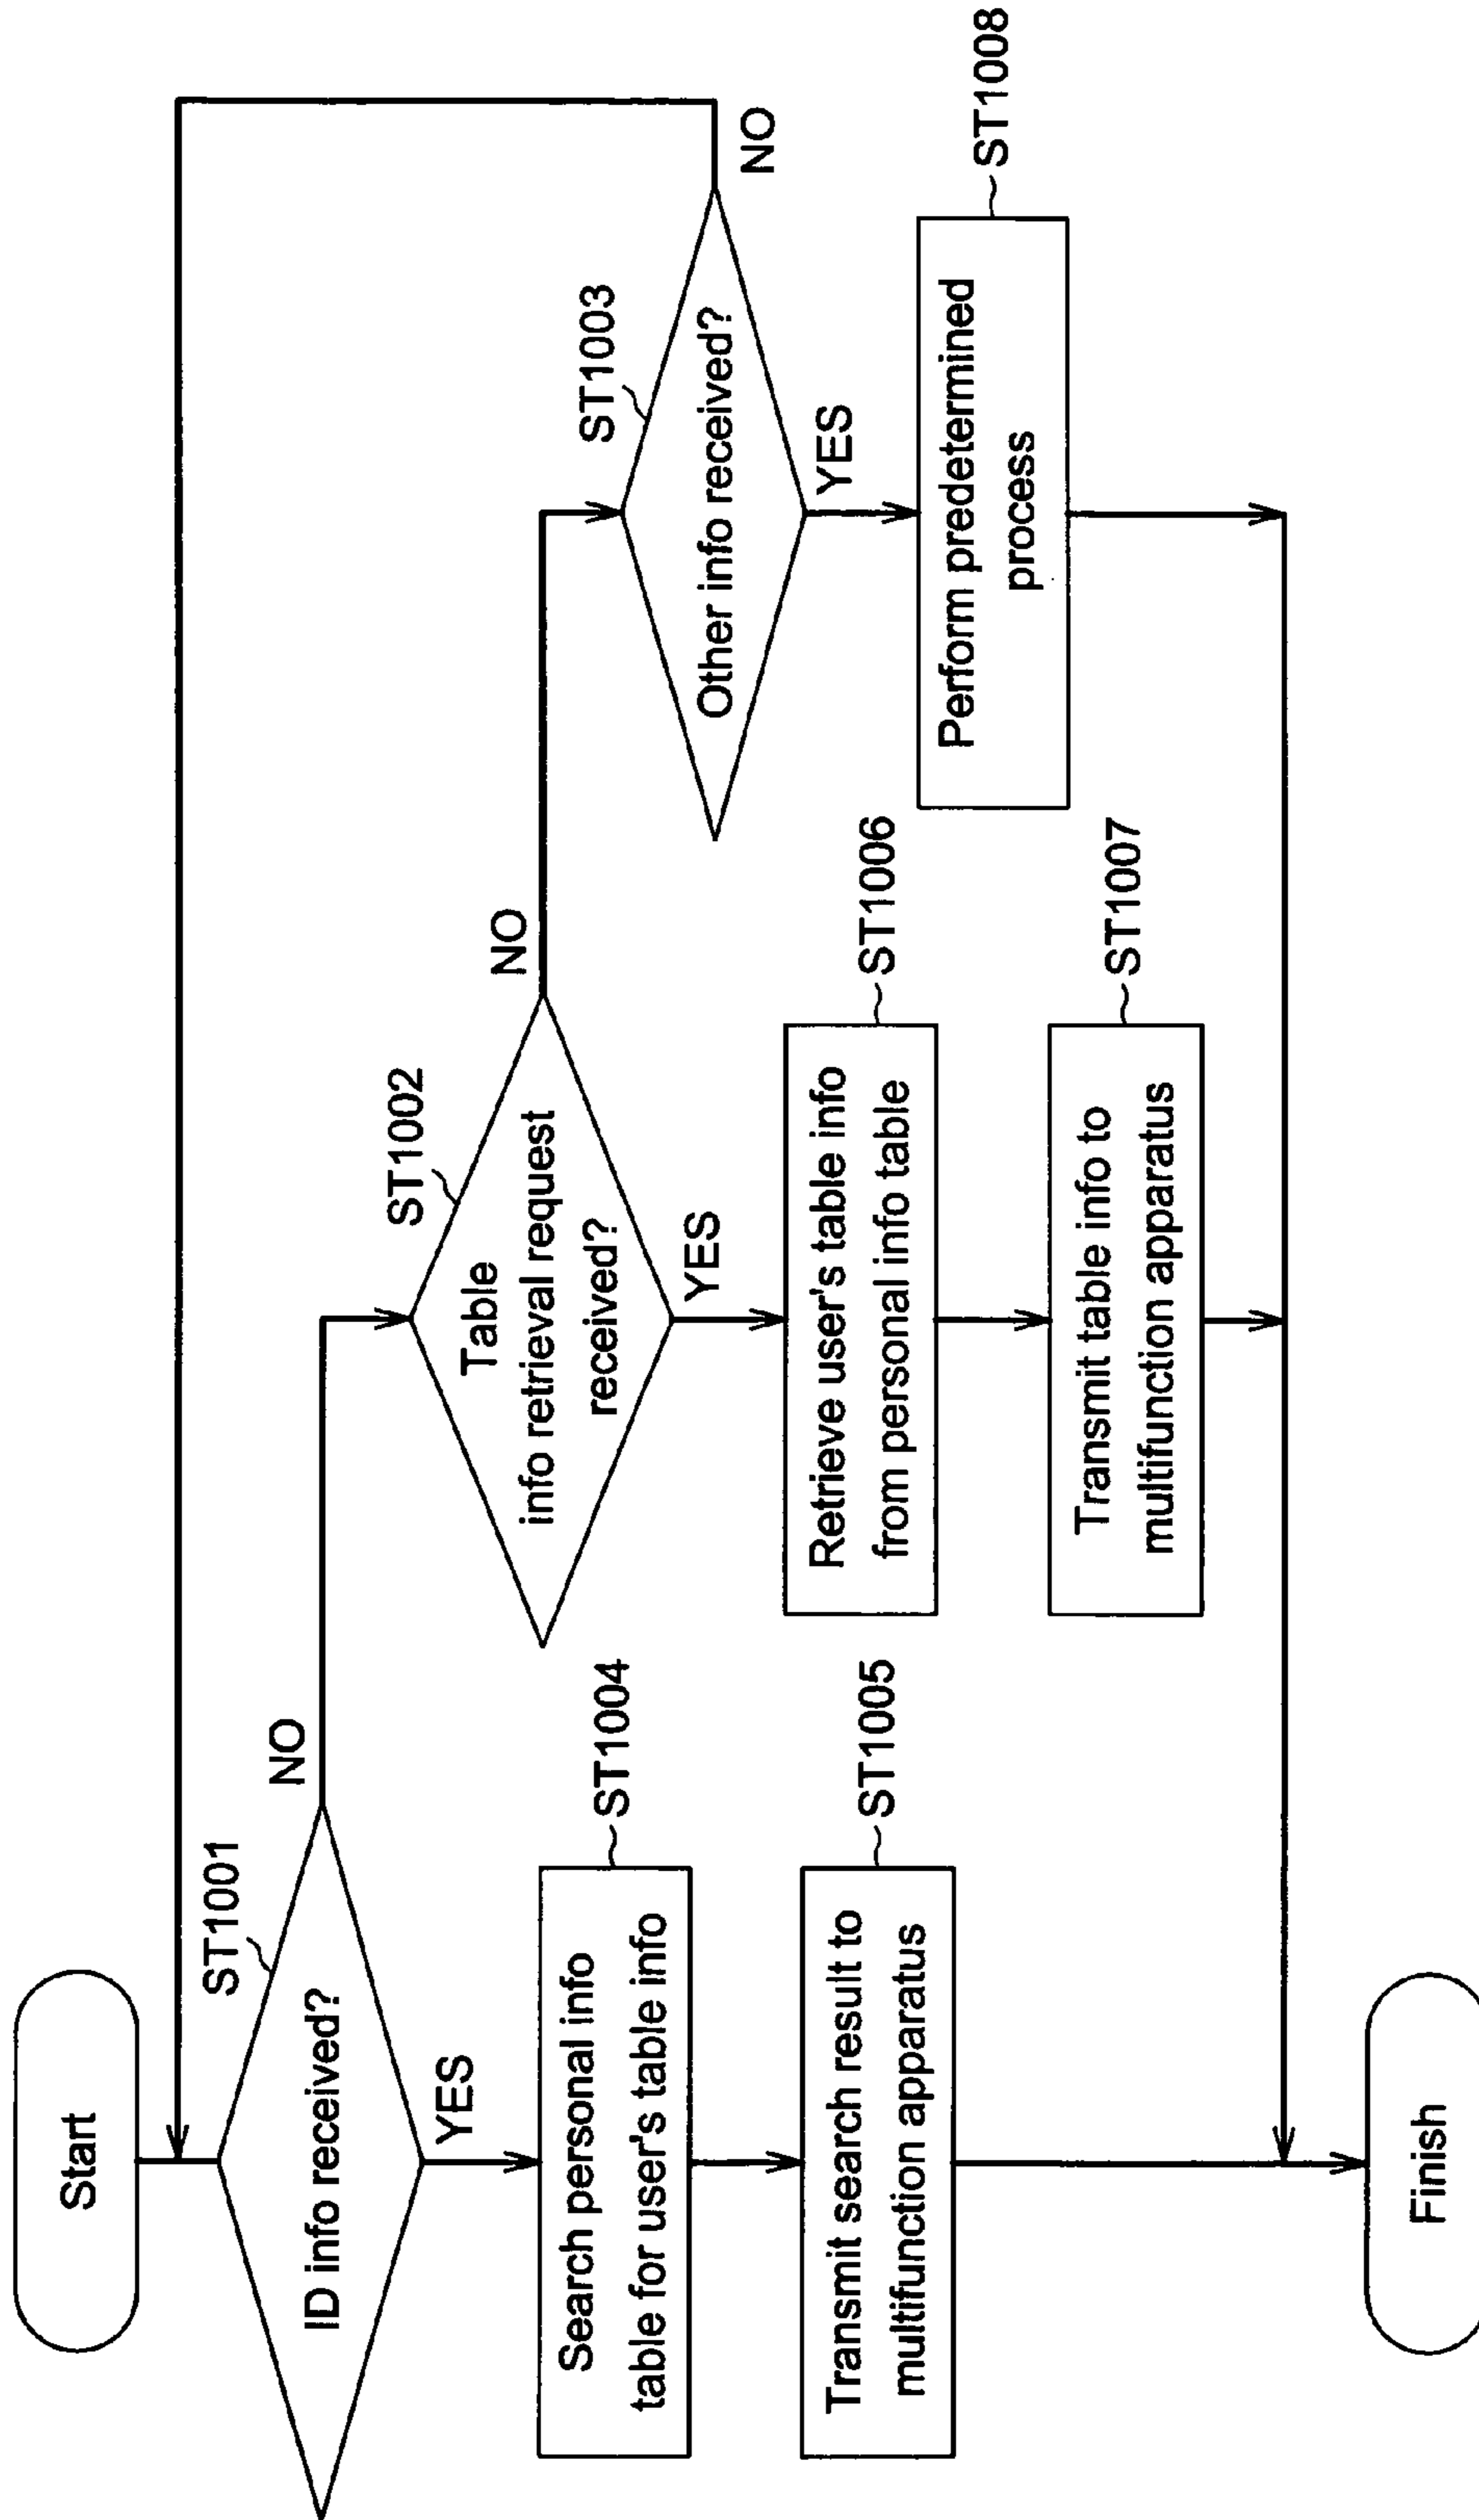 Start
ST1001
ID info received?
NO
YES
ST1004
Search personal info
table for user's table info
ST1005
Transmit search result to
multifunction apparatus
ST1002
Table
info retrieval request
received?
NO
YES
ST1006
Retrieve user's table info
from personal info table
ST1007
Transmit table info to
multifunction apparatus
ST1003
Other info received?
NO
YES
ST1008
Perform predetermined
process
Finish